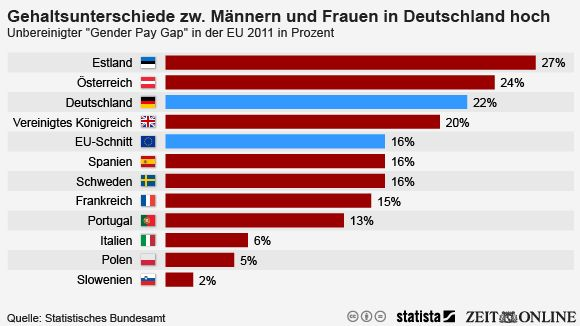 Gehaltsunterschiede zw. Männern und Frauen in Deutschland hoch
Unbereinigter "Gender Pay Gap" in der EU 2011 in Prozent
Estland 27%
Österreich 24%
Deutschland 22%
Vereinigtes Königreich 20%
EU-Schnitt 16%
Spanien 16%
Schweden 16%
Frankreich 15%
Portugal 13%
Italien 6%
Polen 5%
Slowenien 2%
Quelle: Statistisches Bundesamt statista ZEIT ONLINE